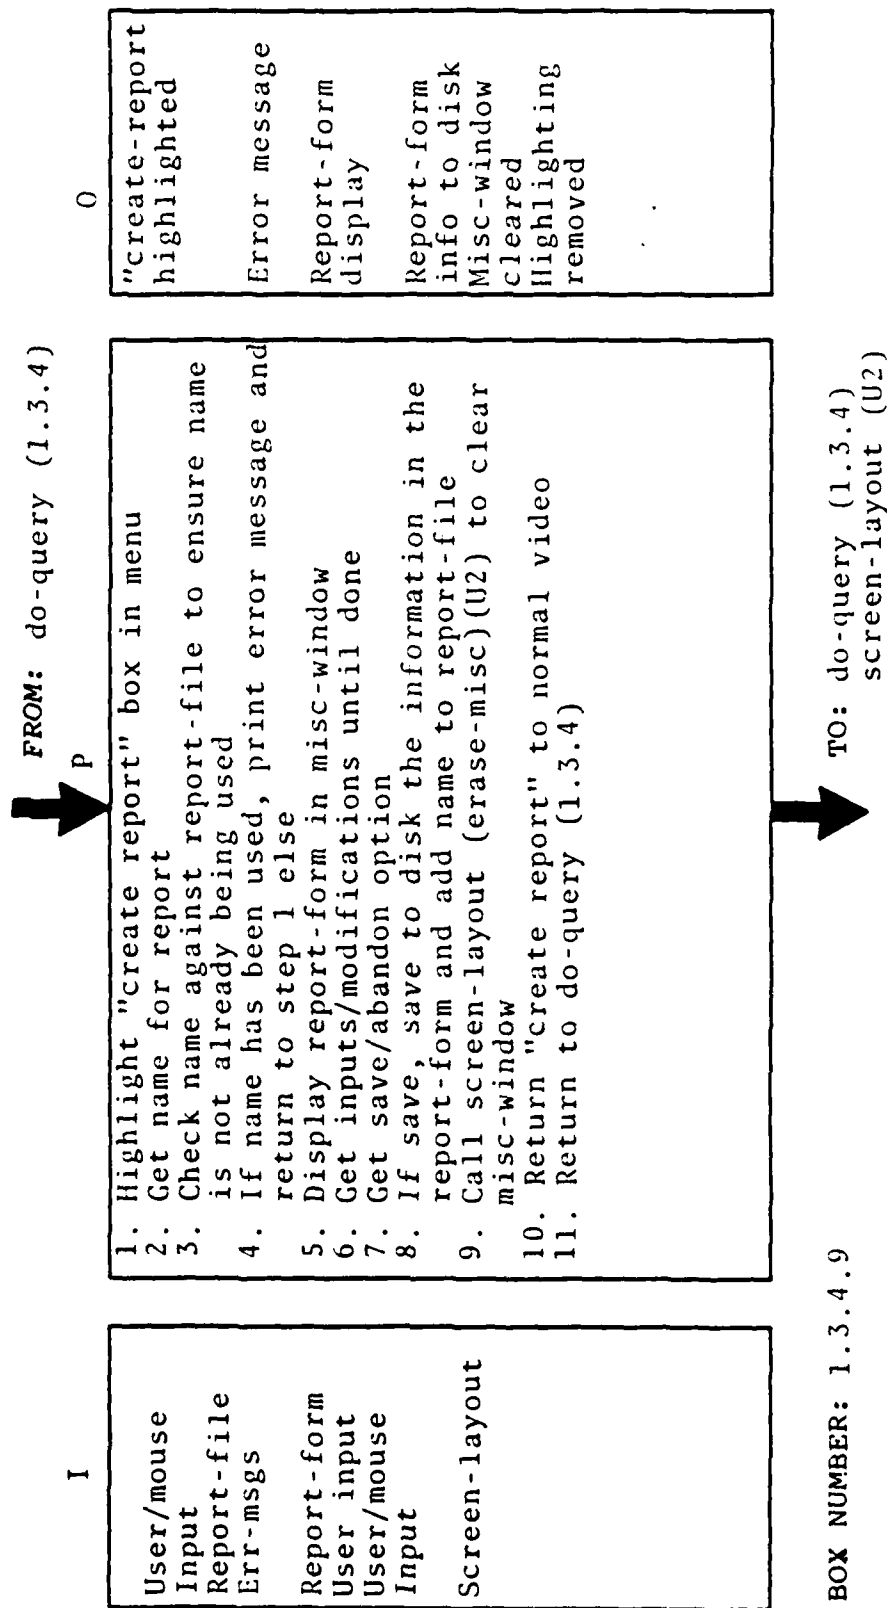 FROM: do-query (1.3.4)
I
P
O
User/mouse
Input
Report-file
Err-msgs
Report-form
User input
User/mouse
Input
Screen-layout
1. Highlight "create report" box in menu
2. Get name for report
3. Check name against report-file to ensure name
is not already being used
4. If name has been used, print error message and
return to step 1 else
5. Display report-form in misc-window
6. Get inputs/modifications until done
7. Get save/abandon option
8. If save, save to disk the information in the
report-form and add name to report-file
9. Call screen-layout (erase-misc)(U2) to clear
misc-window
10. Return "create report" to normal video
11. Return to do-query (1.3.4)
"create-report
highlighted
Error message
Report-form
display
Report-form
info to disk
Misc-window
cleared
Highlighting
removed
BOX NUMBER: 1.3.4.9
TO: do-query (1.3.4)
screen-layout (U2)